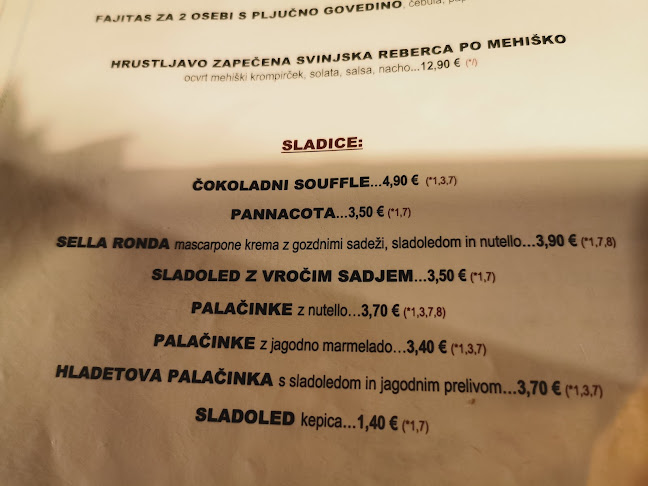 FAJITAS ZA 2 OSEBI S PLJUČNO GOVEDINO, čebula,
HRUSTLJAVO ZAPEČENA SVINJSKA REBERCA PO MEHIŠKO
ocvrt mehiški krompirček, solata, salsa, nacho...12,90 € (*/)
SLADICE:
ČOKOLADNI SOUFFLE...4,90 € (*1,3,7)
PANNACOTA...3,50 € (*1,7)
SELLA RONDA mascarpone krema z gozdnimi sadeži, sladoledom in nutello...3,90 € (*1,7,8)
SLADOLED Z VROČIM SADJEM...3,50 € (*1,7)
PALAČINKE z nutello...3,70 € (*1,3,7,8)
PALAČINKE z jagodno marmelado...3,40 € (*1,3,7)
HLADETOVA PALAČINKA s sladoledom in jagodnim prelivom...3,70 € (*1,3,7)
SLADOLED kepica...1,40 € (*1,7)